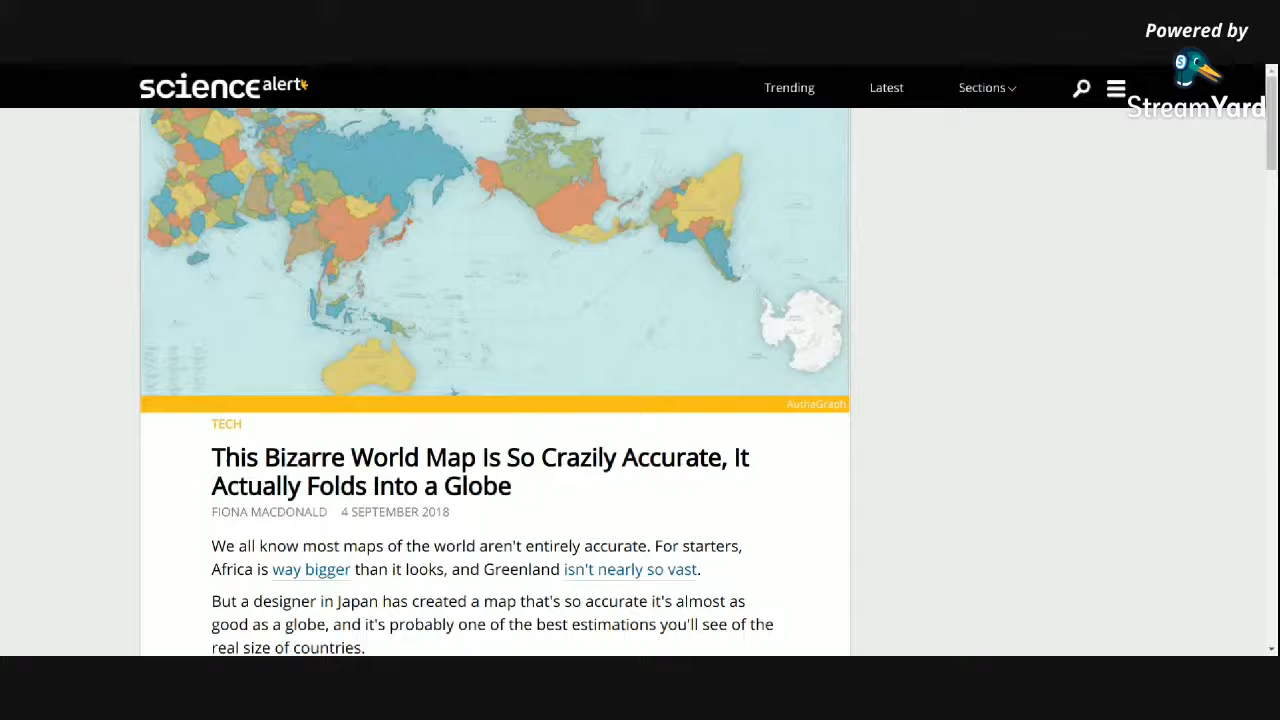 Powered by
StreamYard
science alert
Trending
Latest
Sections
AuthaGraph
TECH
This Bizarre World Map Is So Crazily Accurate, It
Actually Folds Into a Globe
FIONA MACDONALD 4 SEPTEMBER 2018
We all know most maps of the world aren't entirely accurate. For starters,
Africa is way bigger than it looks, and Greenland isn't nearly so vast.
But a designer in Japan has created a map that's so accurate it's almost as
good as a globe, and it's probably one of the best estimations you'll see of the
real size of countries.